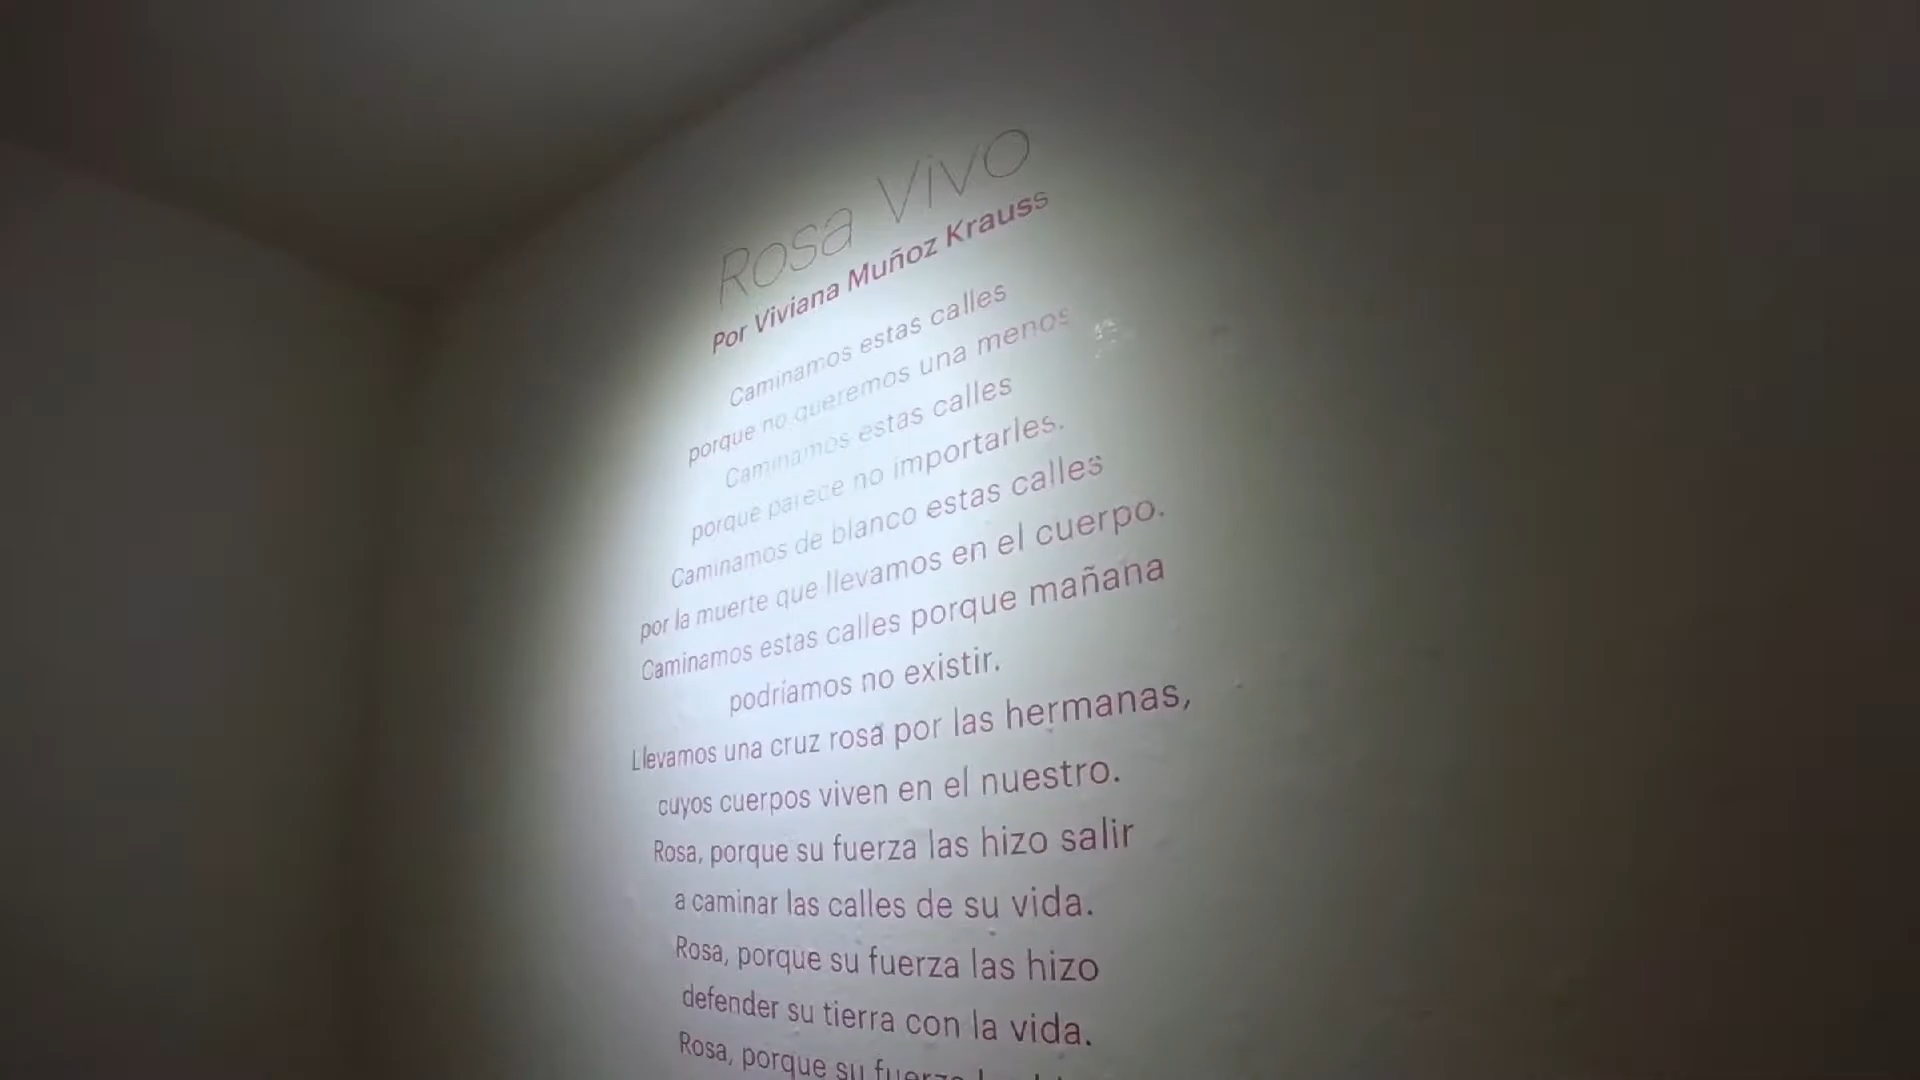 Rosa Vivo
Por Viviana Muñoz Krauss
Caminamos estas calles
porque no queremos una menos
Caminamos estas calles
porque parece no importarles.
Caminamos de blanco estas calles
por la muerte que llevamos en el cuerpo.
Caminamos estas calles porque mañana
podríamos no existir.
Llevamos una cruz rosa por las hermanas,
cuyos cuerpos viven en el nuestro.
Rosa, porque su fuerza las hizo salir
a caminar las calles de su vida.
Rosa, porque su fuerza las hizo
defender su tierra con la vida.
Rosa, porque su fuerza